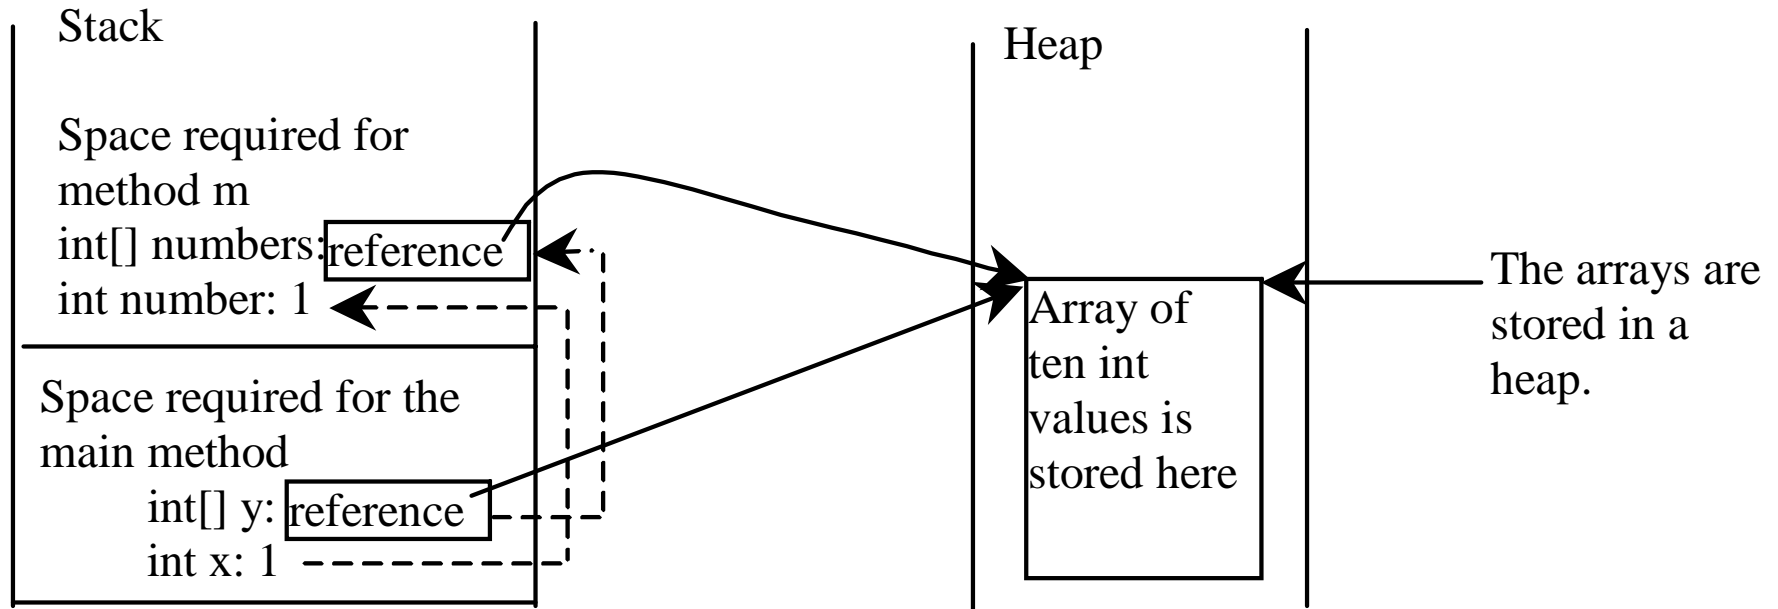 Stack
Space required for
method m
int[] numbers: reference
int number: 1
Space required for the
main method
int[] y: reference
int x: 1
Heap
Array of
ten int
values is
stored here
The arrays are
stored in a
heap.